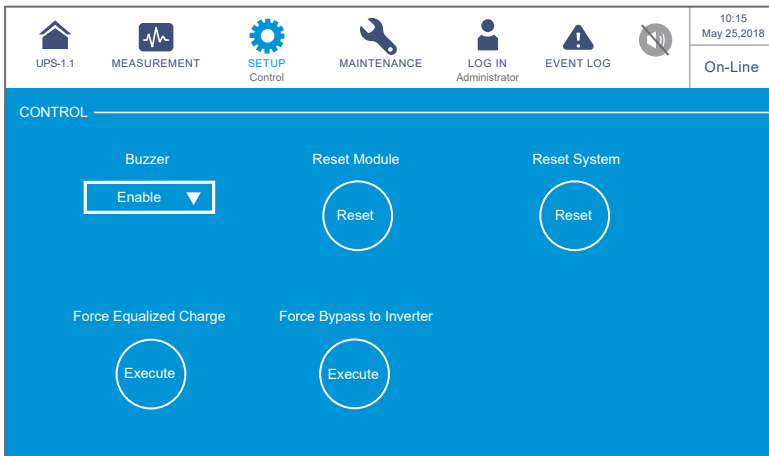 10:15
May 25,2018
UPS-1.1 MEASUREMENT SETUP MAINTENANCE LOG IN EVENT LOG
Control Administrator
On-Line
CONTROL
Buzzer Reset Module Reset System
Enable Reset Reset
Force Equalized Charge Force Bypass to Inverter
Execute Execute